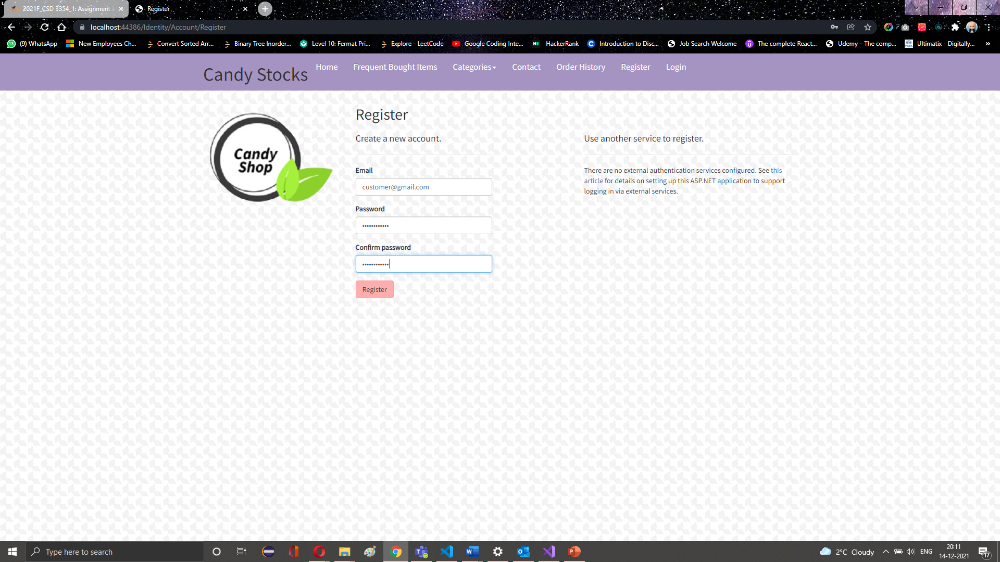 2021F_CSD 3354_1: Assignment
Register
localhost:44386/Identity/Account/Register
(9) WhatsApp
New Employees Ch...
Convert Sorted Arr...
Binary Tree Inorder...
Level 10: Fermat Pri...
Explore - LeetCode
Google Coding Inte...
HackerRank
Introduction to Disc...
Job Search Welcome
The complete React...
Udemy – The comp...
Ultimatix - Digitally...
Candy Stocks
Home
Frequent Bought Items
Categories
Contact
Order History
Register
Login
Candy
Shop
Register
Create a new account.
Email
customer@gmail.com
Password
Confirm password
Register
Use another service to register.
There are no external authentication services configured. See this
article for details on setting up this ASP.NET application to support
logging in via external services.
Type here to search
2°C Cloudy
ENG
20:11
14-12-2021
17